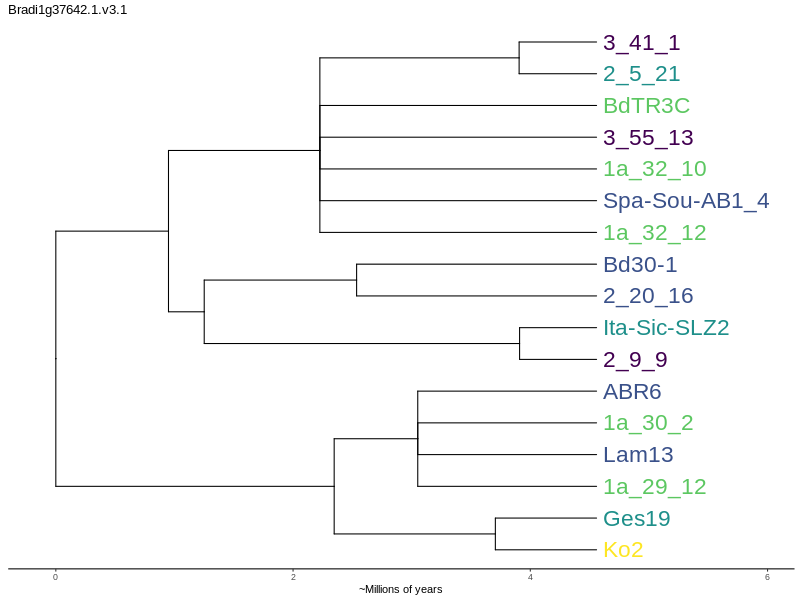 Bradi1g37642.1.v3.1
3_41_1
2_5_21
BdTR3C
3_55_13
1a_32_10
Spa-Sou-AB1_4
1a_32_12
Bd30-1
2_20_16
Ita-Sic-SLZ2
2_9_9
ABR6
1a_30_2
Lam13
1a_29_12
Ges19
Ko2
0 2 4 6
~Millions of years